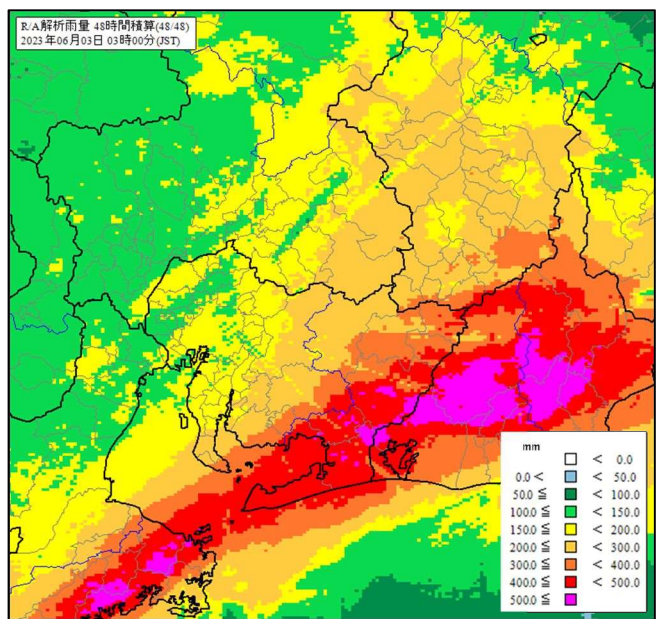 R/A解析雨量 48時間積算(48/48)
2023年06月03日 03時00分(JST)
mm
< 0.0
0.0 < < 50.0
50.0 ≦ < 100.0
100.0 ≦ < 150.0
150.0 ≦ < 200.0
200.0 ≦ < 300.0
300.0 ≦ < 400.0
400.0 ≦ < 500.0
500.0 ≦